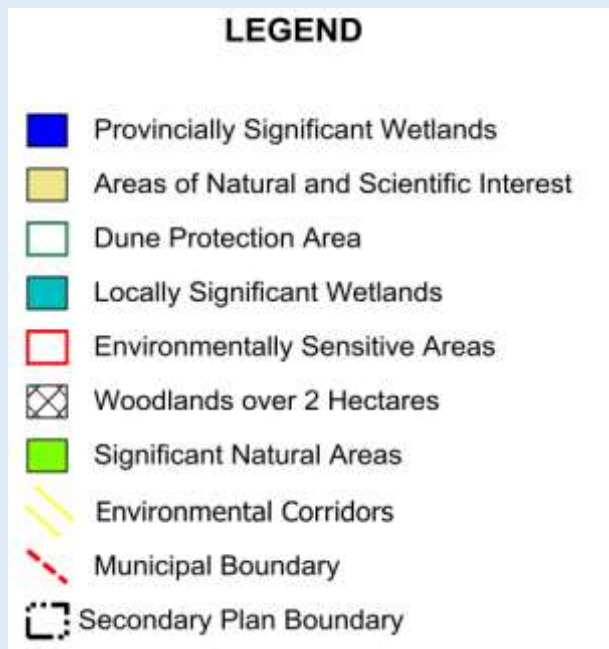 LEGEND
Provincially Significant Wetlands
Areas of Natural and Scientific Interest
Dune Protection Area
Locally Significant Wetlands
Environmentally Sensitive Areas
Woodlands over 2 Hectares
Significant Natural Areas
Environmental Corridors
Municipal Boundary
Secondary Plan Boundary